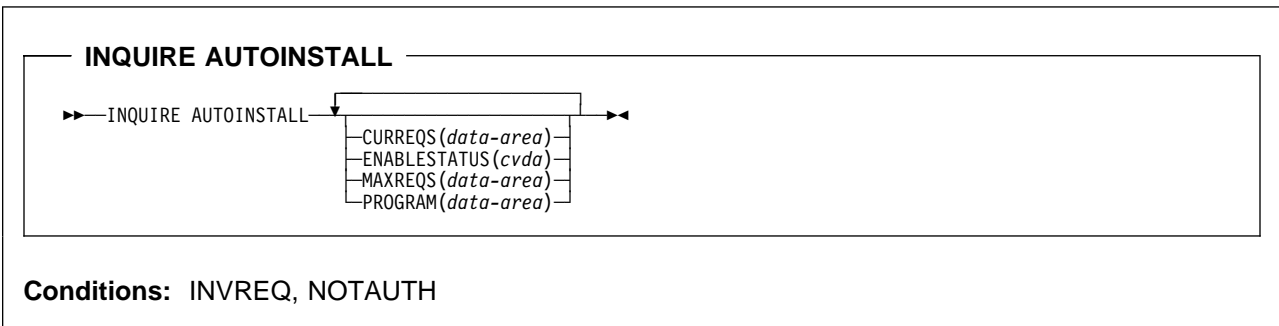 INQUIRE AUTOINSTALL
INQUIRE AUTOINSTALL
CURREQS(data-area)
ENABLESTATUS(cvda)
MAXREQS(data-area)
PROGRAM(data-area)
Conditions: INVREQ, NOTAUTH